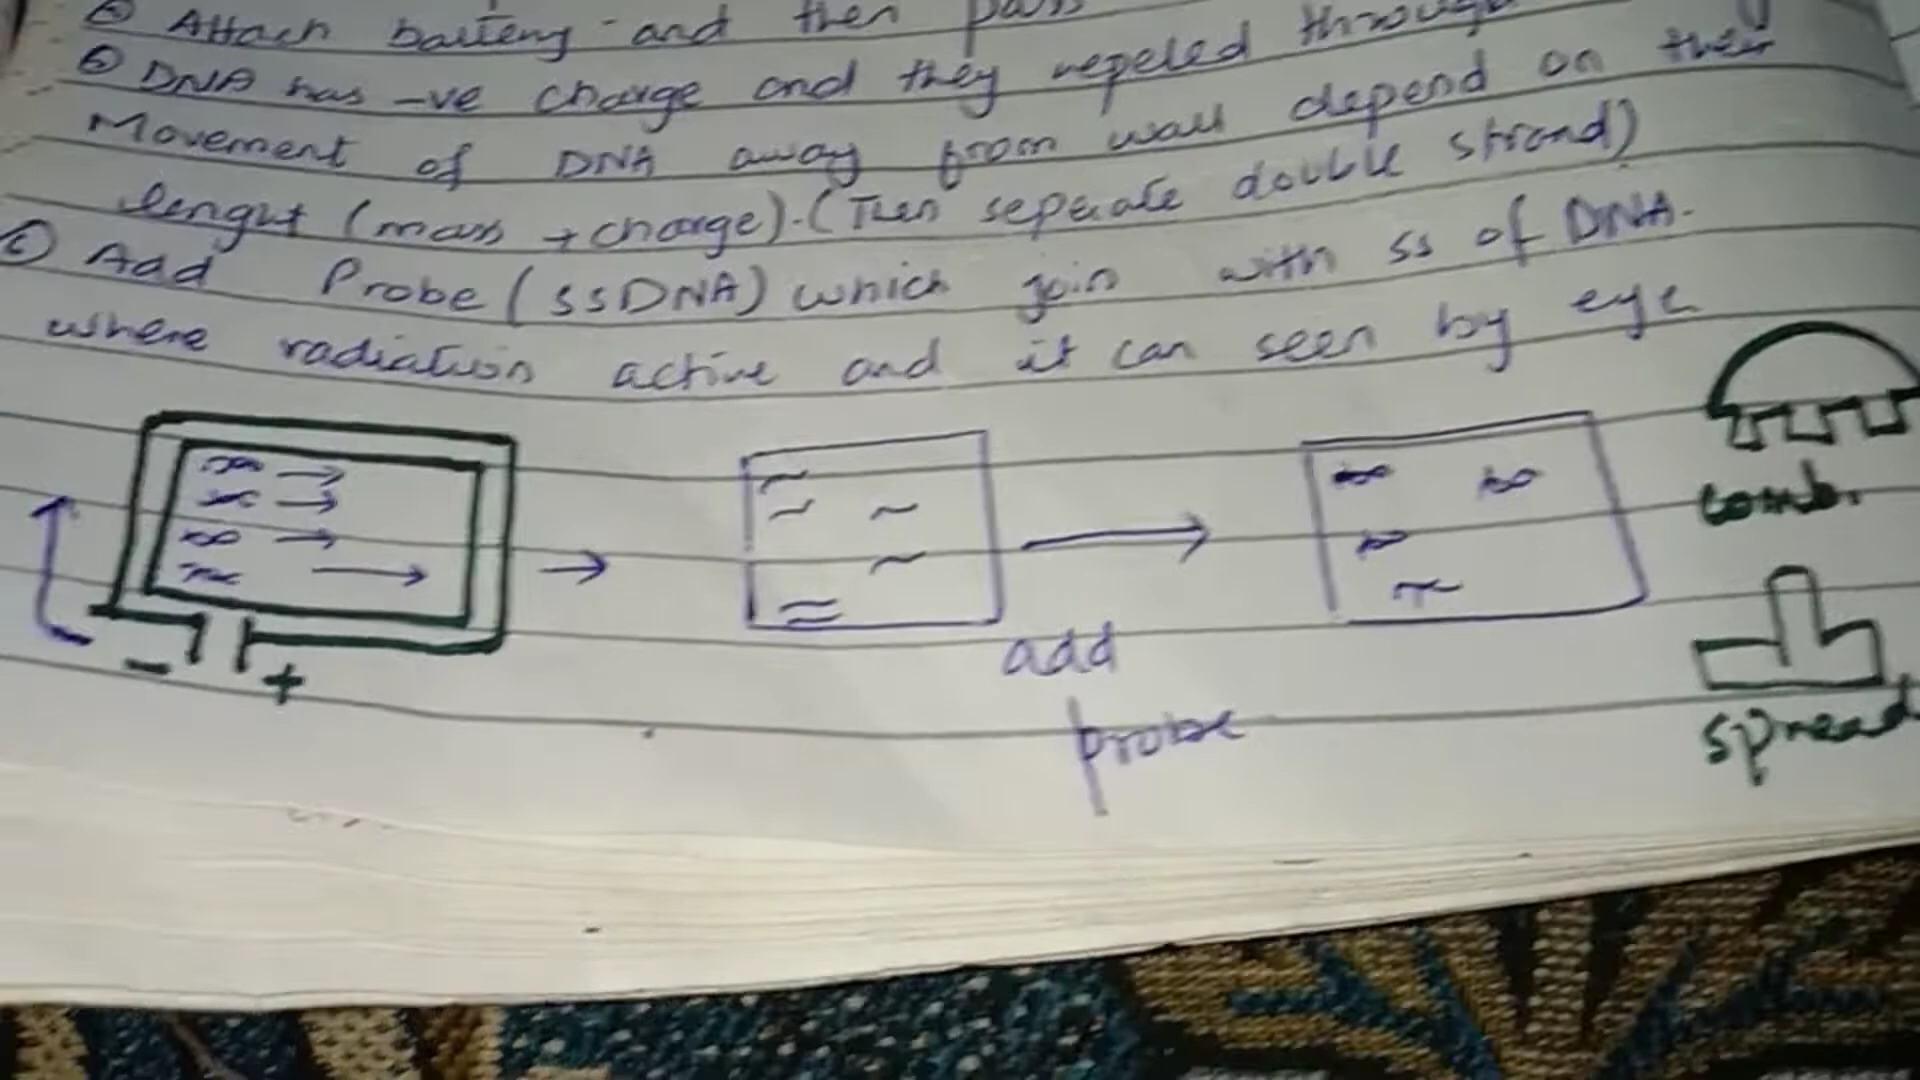 Attach battery and then pass
⑤ DNA has -ve charge and they repeled through
Movement of DNA away from wall depend on their
lenght (mass + charge). (Then seperate double strand)
⑥ Add Probe (ssDNA) which join with ss of DNA.
where radiation active and it can seen by eye
comb.
add
probe
spread
- +